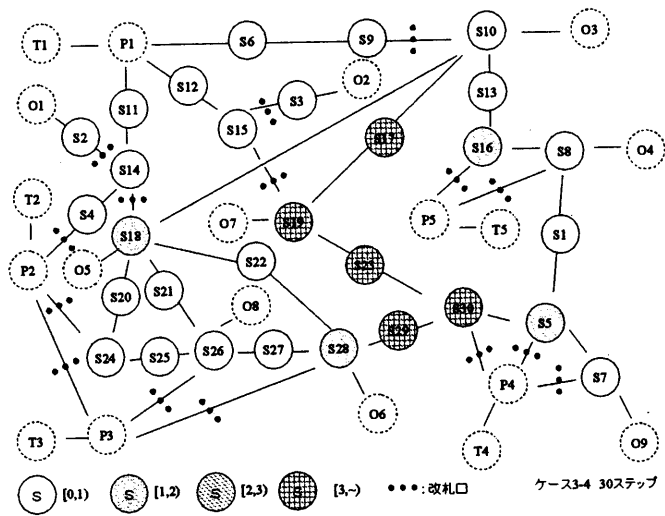 T1
P1
S6
S9
S10
O3
O1
S2
S11
S12
S15
S3
O2
S13
S17
S14
S16
S8
O4
T2
S4
O7
S19
P5
T5
S18
O5
P2
S22
S1
S20
S21
O8
S30
S5
S24
S25
S26
S27
S28
P4
S7
T3
P3
O6
T4
O9
S [0,1) S [1,2) S [2,3) S [3,~) :改札口 ケース3-4 30ステップ